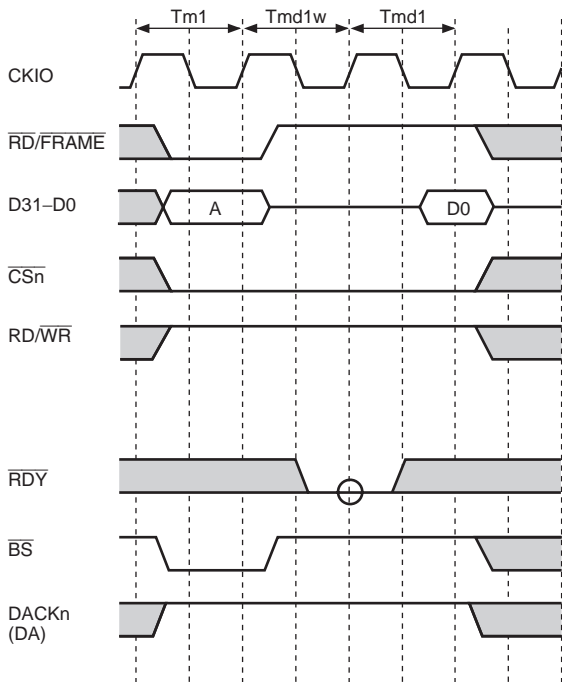 Tm1 Tmd1w Tmd1
CKIO
RD/FRAME
D31–D0
A
D0
CSn
RD/WR
RDY
BS
DACKn
(DA)